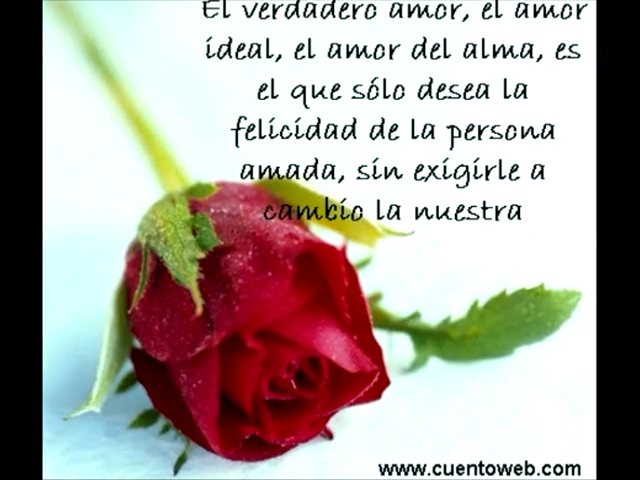 El verdadero amor, el amor
ideal, el amor del alma, es
el que sólo desea la
felicidad de la persona
amada, sin exigirle a
cambio la nuestra
www.cuentoweb.com